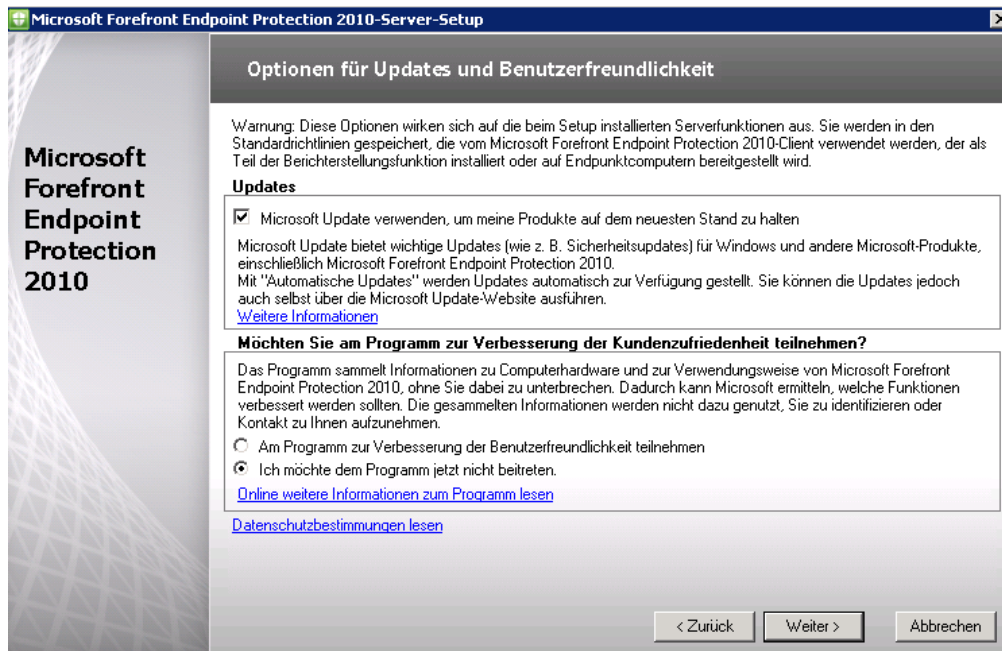 Microsoft Forefront Endpoint Protection 2010-Server-Setup
Optionen für Updates und Benutzerfreundlichkeit
Microsoft
Forefront
Endpoint
Protection
2010
Warnung: Diese Optionen wirken sich auf die beim Setup installierten Serverfunktionen aus. Sie werden in den
Standardrichtlinien gespeichert, die vom Microsoft Forefront Endpoint Protection 2010-Client verwendet werden, der als
Teil der Berichterstellungsfunktion installiert oder auf Endpunktcomputern bereitgestellt wird.
Updates
Microsoft Update verwenden, um meine Produkte auf dem neuesten Stand zu halten
Microsoft Update bietet wichtige Updates (wie z. B. Sicherheitsupdates) für Windows und andere Microsoft-Produkte,
einschließlich Microsoft Forefront Endpoint Protection 2010.
Mit "Automatische Updates" werden Updates automatisch zur Verfügung gestellt. Sie können die Updates jedoch
auch selbst über die Microsoft Update-Website ausführen.
Weitere Informationen
Möchten Sie am Programm zur Verbesserung der Kundenzufriedenheit teilnehmen?
Das Programm sammelt Informationen zu Computerhardware und zur Verwendungsweise von Microsoft Forefront
Endpoint Protection 2010, ohne Sie dabei zu unterbrechen. Dadurch kann Microsoft ermitteln, welche Funktionen
verbessert werden sollten. Die gesammelten Informationen werden nicht dazu genutzt, Sie zu identifizieren oder
Kontakt zu Ihnen aufzunehmen.
Am Programm zur Verbesserung der Benutzerfreundlichkeit teilnehmen
Ich möchte dem Programm jetzt nicht beitreten.
Online weitere Informationen zum Programm lesen
Datenschutzbestimmungen lesen
< Zurück
Weiter >
Abbrechen